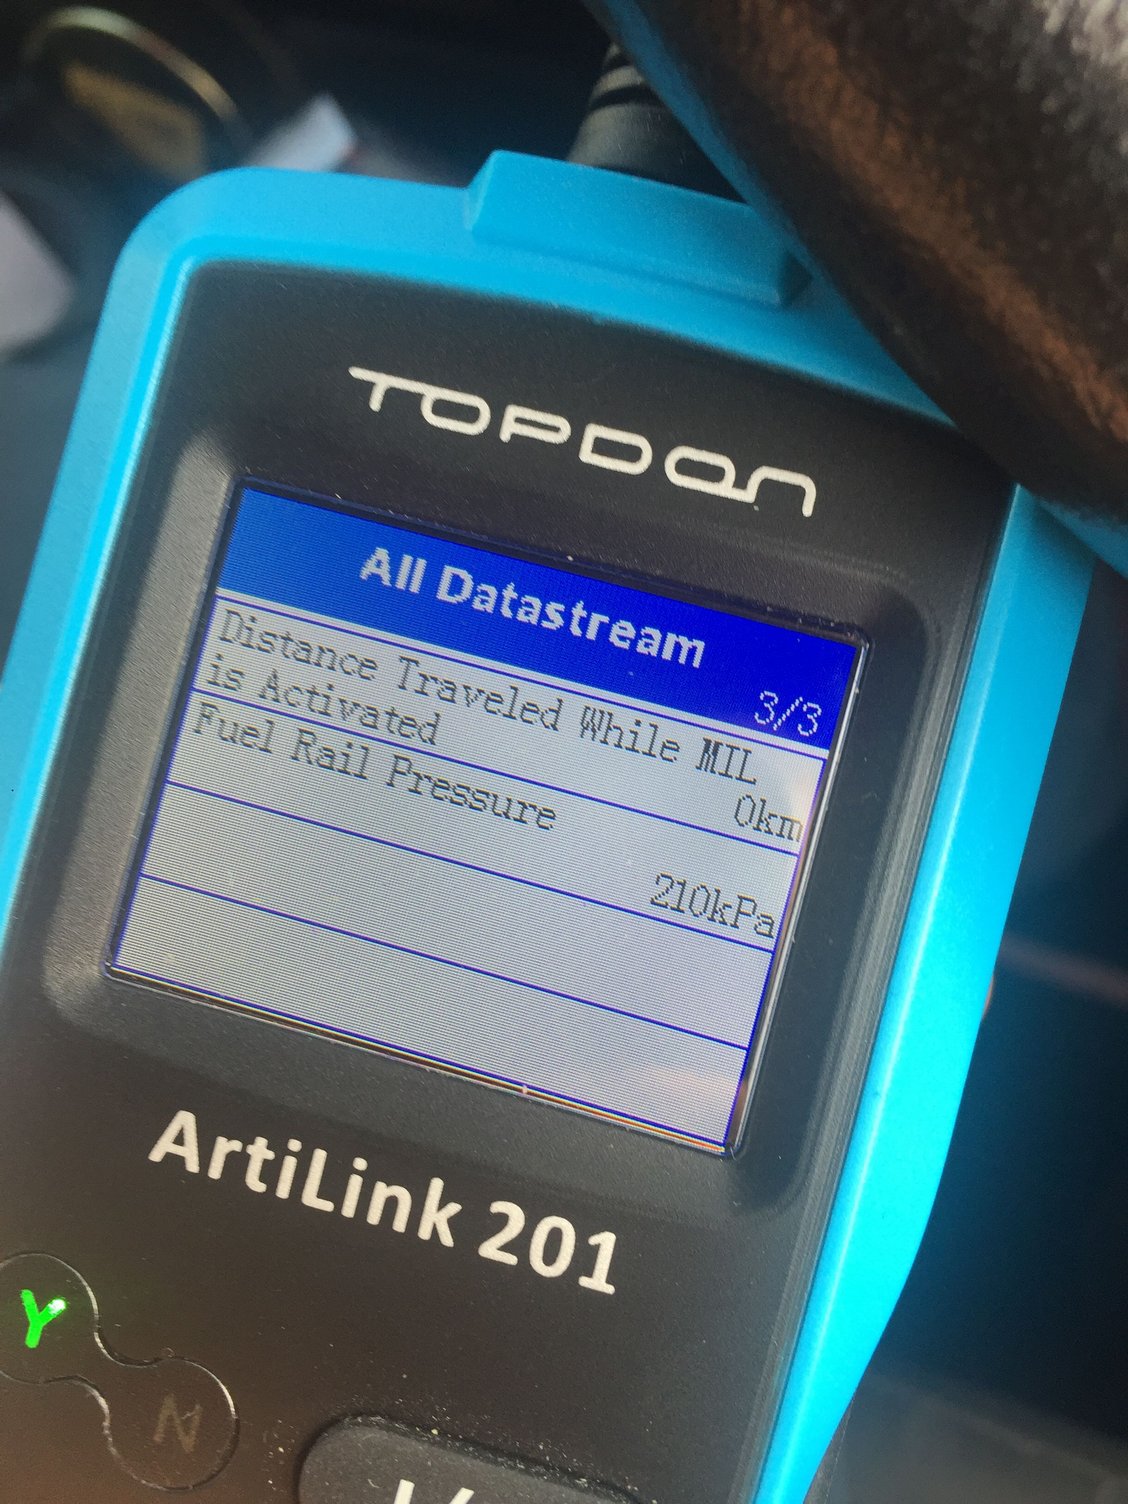 TOPDON
All Datastream
3/3
Distance Traveled While MIL
is Activated
0km
Fuel Rail Pressure
210kPa
ArtiLink 201
Y
N